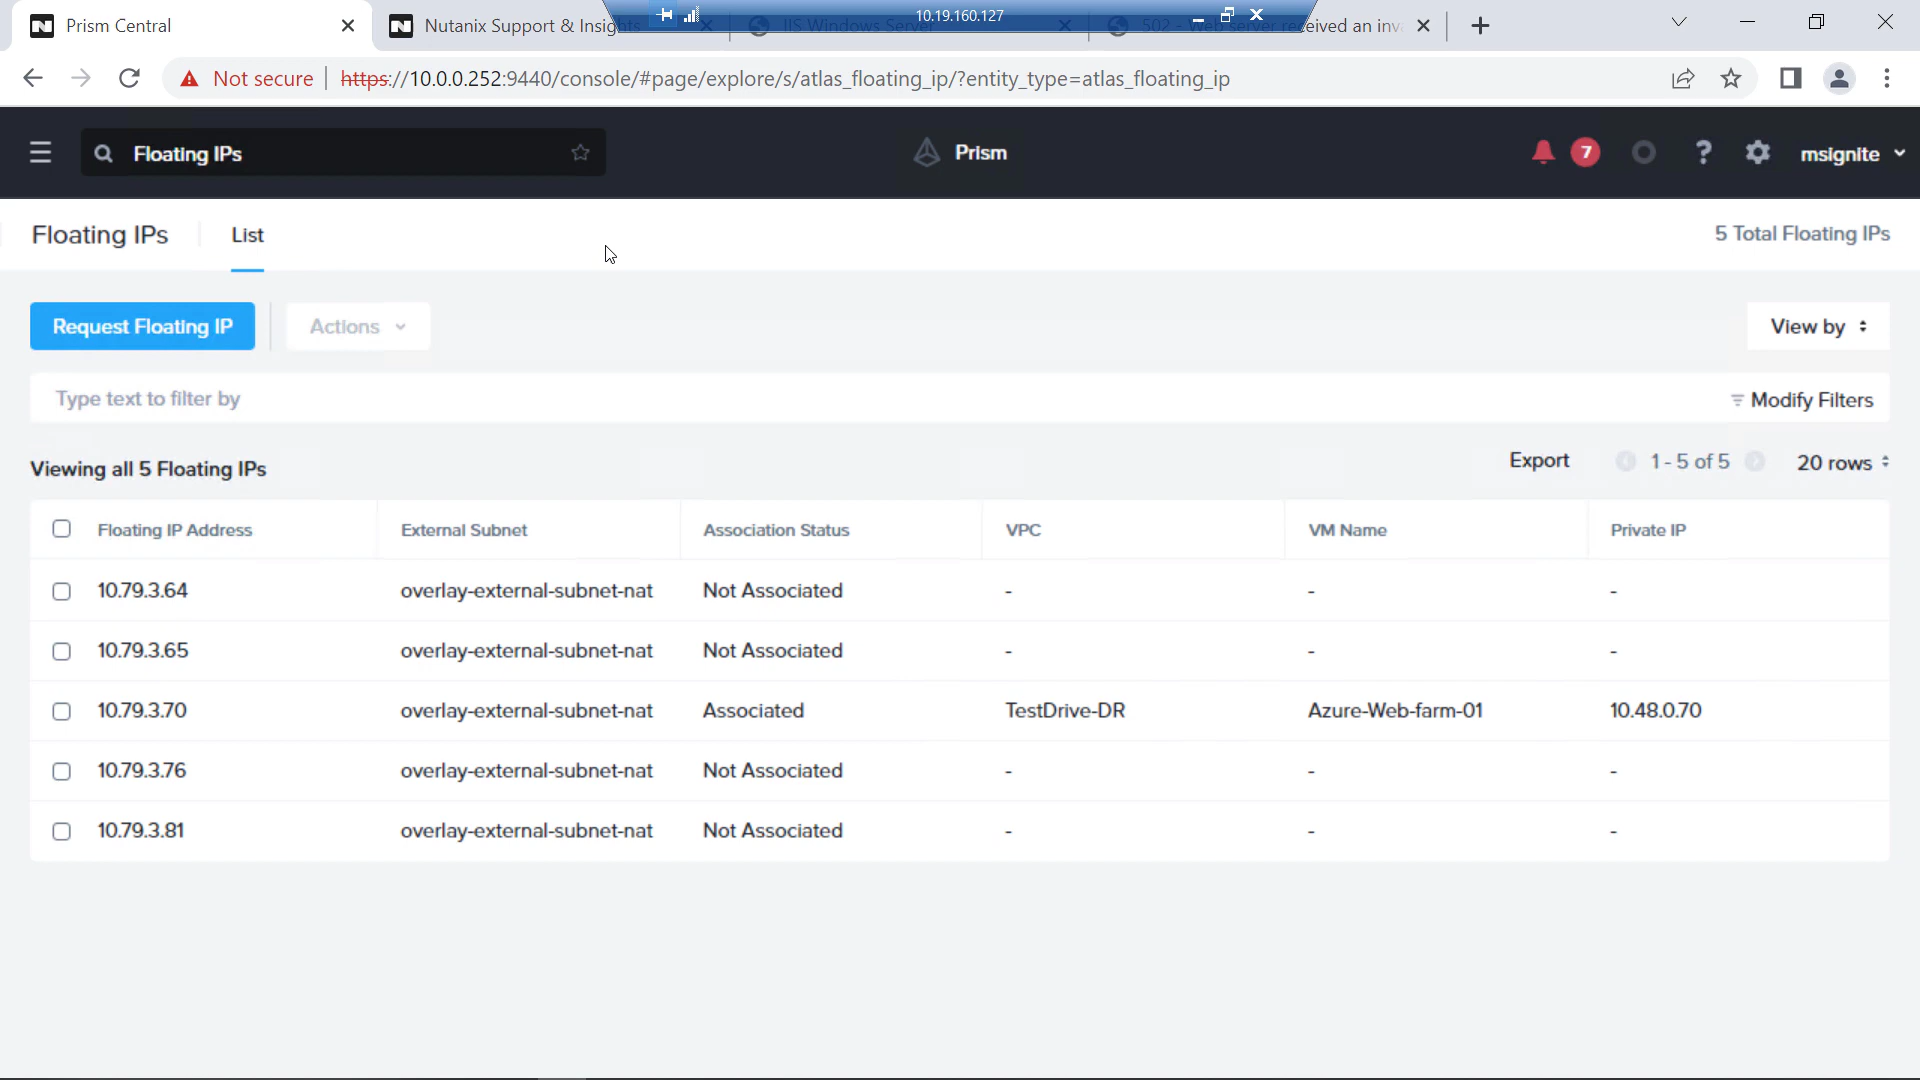 Prism Central
Nutanix Support & Insights
IIS Windows Server
502 - Web server received an inv
10.19.160.127
Not secure
https://10.0.0.252:9440/console/#page/explore/s/atlas_floating_ip/?entity_type=atlas_floating_ip
Floating IPs
Prism
7
?
msignite
Floating IPs
List
5 Total Floating IPs
Request Floating IP
Actions
View by
Type text to filter by
Modify Filters
Viewing all 5 Floating IPs
Export
1 - 5 of 5
20 rows
Floating IP Address External Subnet Association Status VPC VM Name Private IP
10.79.3.64 overlay-external-subnet-nat Not Associated - - -
10.79.3.65 overlay-external-subnet-nat Not Associated - - -
10.79.3.70 overlay-external-subnet-nat Associated TestDrive-DR Azure-Web-farm-01 10.48.0.70
10.79.3.76 overlay-external-subnet-nat Not Associated - - -
10.79.3.81 overlay-external-subnet-nat Not Associated - - -